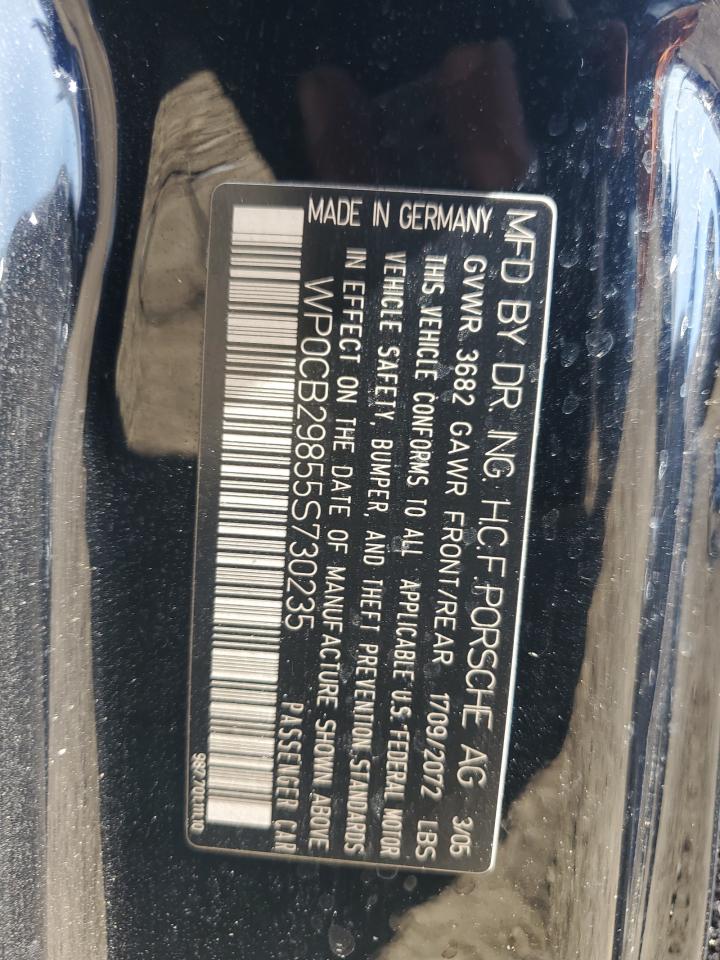 MFD BY DR. ING. H.C.F. PORSCHE AG 3/05
GVWR 3682 GAWR FRONT/REAR 1709/2072 LBS
THIS VEHICLE CONFORMS TO ALL APPLICABLE U.S. FEDERAL MOTOR
VEHICLE SAFETY, BUMPER, AND THEFT PREVENTION STANDARDS
IN EFFECT ON THE DATE OF MANUFACTURE SHOWN ABOVE
MADE IN GERMANY
WP0CB29855S730235
PASSENGER CAR